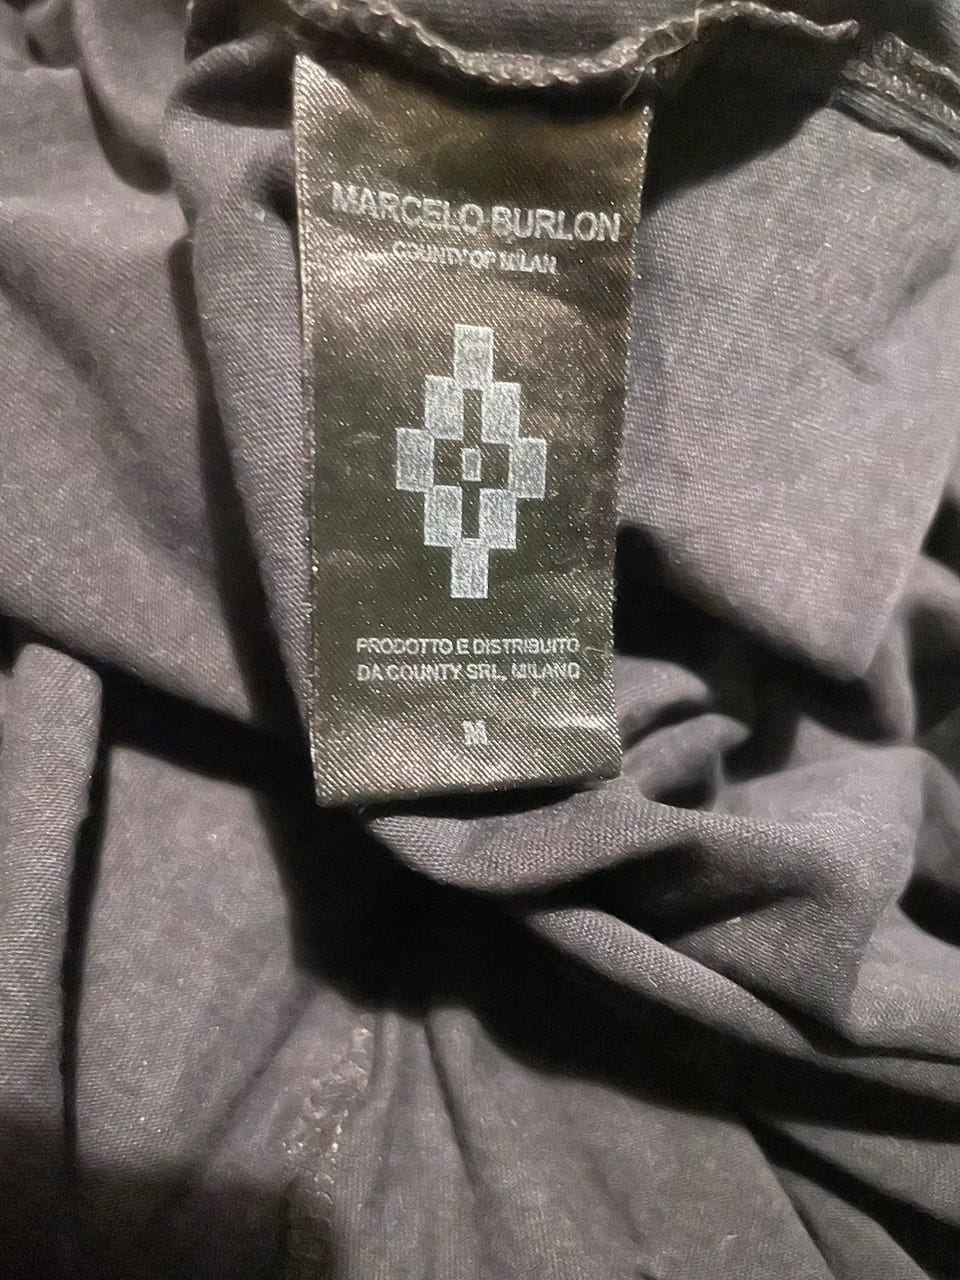 MARCELO BURLON
COUNTY OF MILAN
PRODOTTO E DISTRIBUITO
DA COUNTY SRL, MILANO
M